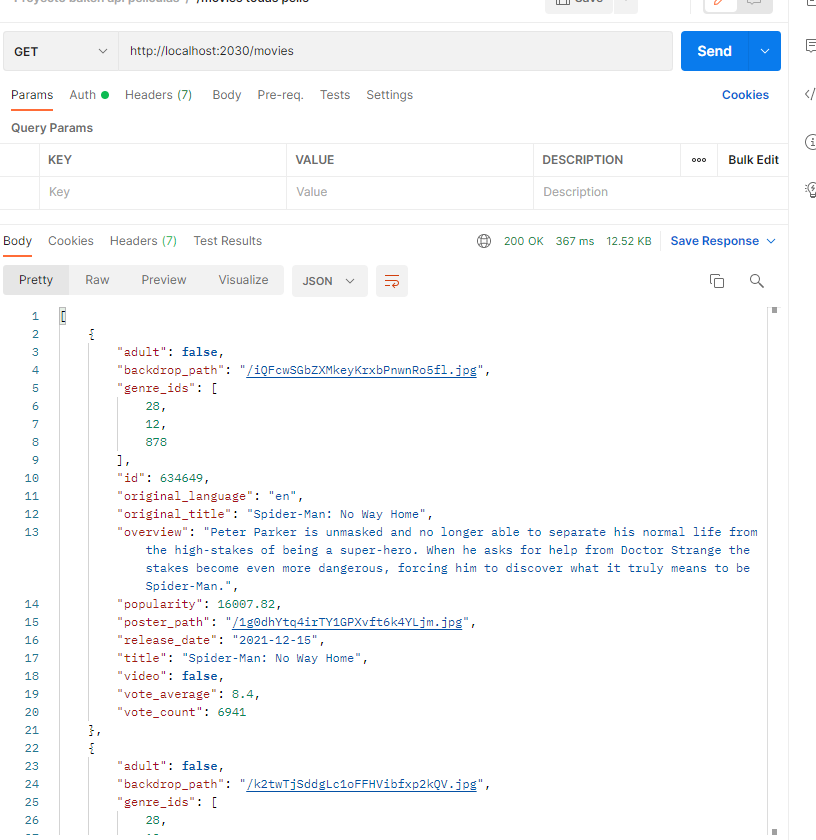 /movies todas pelis
Save
GET http://localhost:2030/movies Send
Params Auth Headers (7) Body Pre-req. Tests Settings Cookies
Query Params
KEY VALUE DESCRIPTION Bulk Edit
Key Value Description
Body Cookies Headers (7) Test Results 200 OK 367 ms 12.52 KB Save Response
Pretty Raw Preview Visualize JSON
1 [
2 {
3 "adult": false,
4 "backdrop_path": "/iQFcwSGbZXMkeyKrxbPnwnRo5fl.jpg",
5 "genre_ids": [
6 28,
7 12,
8 878
9 ],
10 "id": 634649,
11 "original_language": "en",
12 "original_title": "Spider-Man: No Way Home",
13 "overview": "Peter Parker is unmasked and no longer able to separate his normal life from
the high-stakes of being a super-hero. When he asks for help from Doctor Strange the
stakes become even more dangerous, forcing him to discover what it truly means to be
Spider-Man.",
14 "popularity": 16007.82,
15 "poster_path": "/1g0dhYtq4irTY1GPXvft6k4YLjm.jpg",
16 "release_date": "2021-12-15",
17 "title": "Spider-Man: No Way Home",
18 "video": false,
19 "vote_average": 8.4,
20 "vote_count": 6941
21 },
22 {
23 "adult": false,
24 "backdrop_path": "/k2twTjSddgLc1oFFHVibfxp2kQV.jpg",
25 "genre_ids": [
26 28,